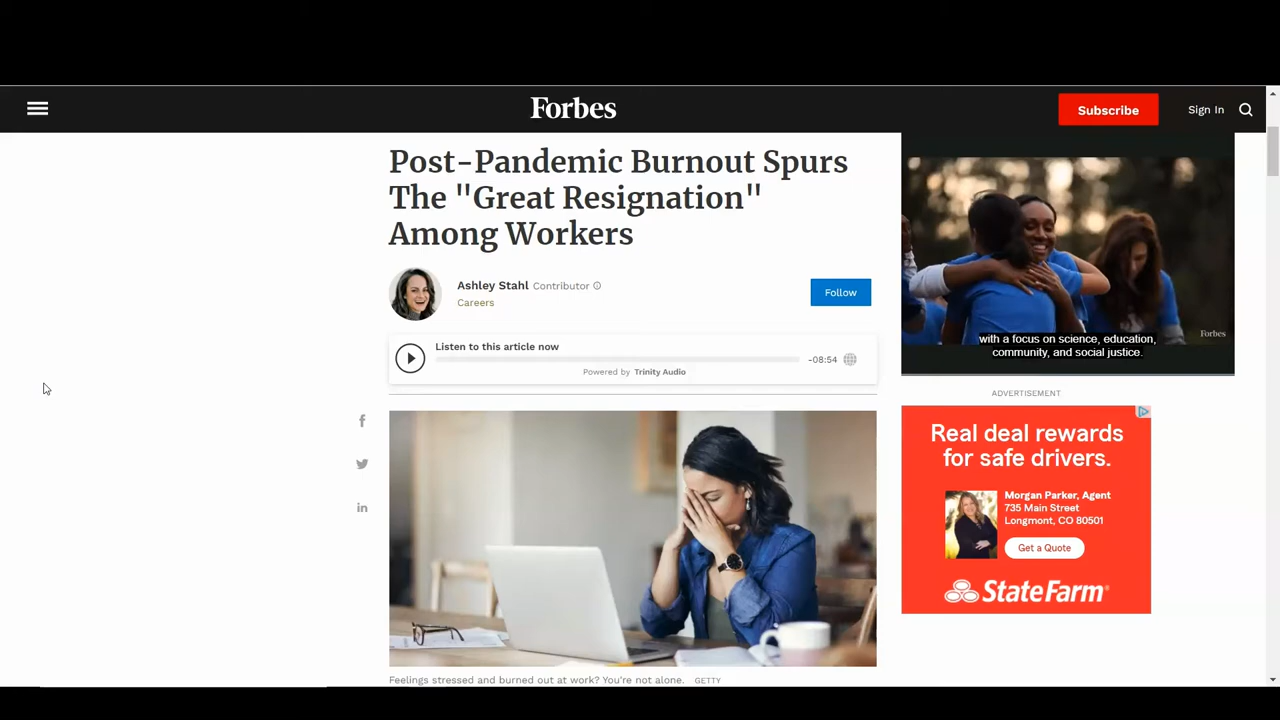 Forbes
Subscribe
Sign In
Post-Pandemic Burnout Spurs
The "Great Resignation"
Among Workers
Ashley Stahl Contributor
Careers
Follow
Listen to this article now
-08:54
Powered by Trinity Audio
Feelings stressed and burned out at work? You're not alone. GETTY
Forbes
with a focus on science, education,
community, and social justice.
ADVERTISEMENT
Real deal rewards
for safe drivers.
Morgan Parker, Agent
735 Main Street
Longmont, CO 80501
Get a Quote
StateFarm